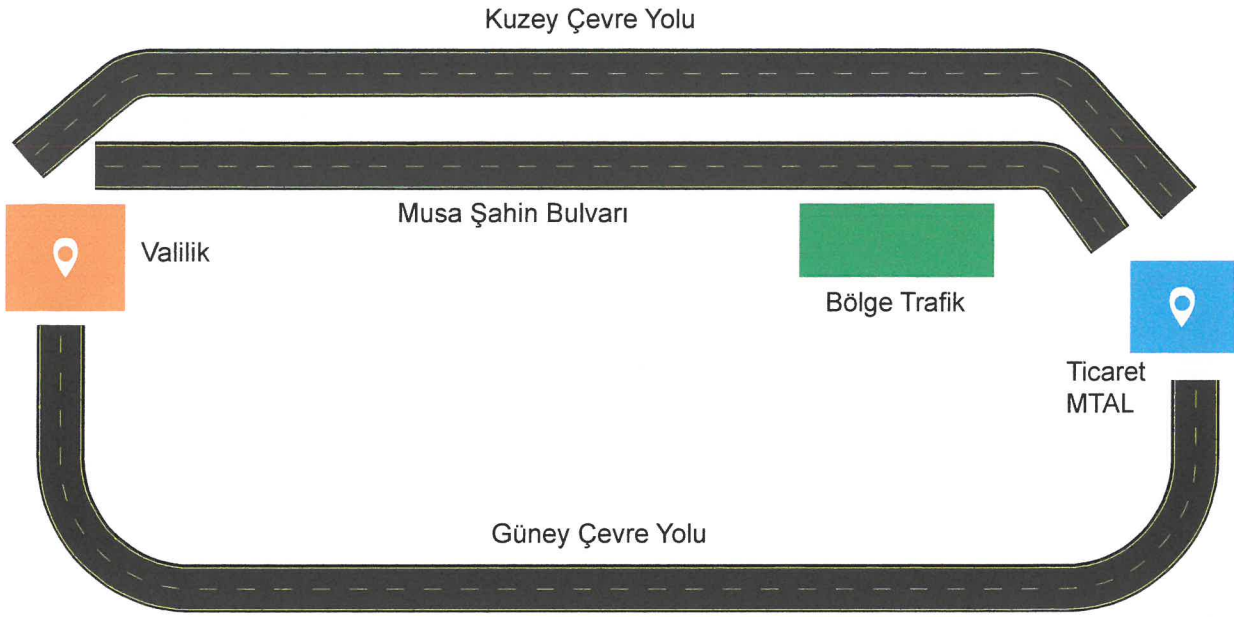 Kuzey Çevre Yolu
Musa Şahin Bulvarı
Valilik
Bölge Trafik
Ticaret
MTAL
Güney Çevre Yolu